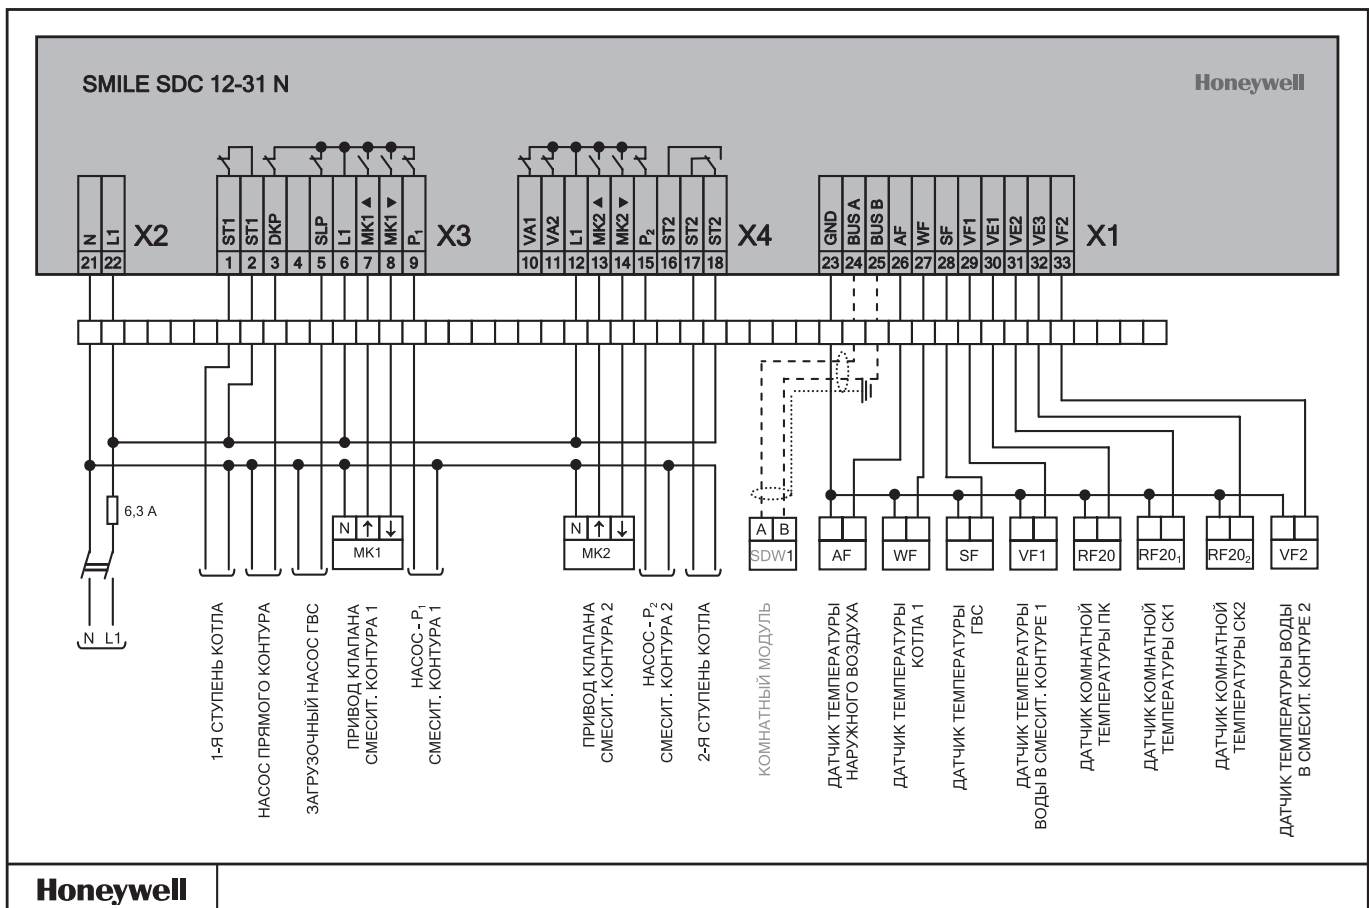 SMILE SDC 12-31 N
Honeywell
N L1 X2
21 22
ST1 ST1 DKP SLP L1 MK1 ▲ MK1 ▼ P1 X3
1 2 3 4 5 6 7 8 9
VA1 VA2 L1 MK2 ▲ MK2 ▼ P2 ST2 ST2 ST2 X4
10 11 12 13 14 15 16 17 18
GND BUS A BUS B AF WF SF VF1 VE1 VE2 VE3 VF2 X1
23 24 25 26 27 28 29 30 31 32 33
6,3 A
N L1
N ↑ ↓
MK1
N ↑ ↓
MK2
A B
SDW1
AF
WF
SF
VF1
RF20
RF20₁
RF20₂
VF2
1-Я СТУПЕНЬ КОТЛА
НАСОС ПРЯМОГО КОНТУРА
ЗАГРУЗОЧНЫЙ НАСОС ГВС
ПРИВОД КЛАПАНА
СМЕСИТ. КОНТУРА 1
НАСОС - P₁
СМЕСИТ. КОНТУРА 1
ПРИВОД КЛАПАНА
СМЕСИТ. КОНТУРА 2
НАСОС - P₂
СМЕСИТ. КОНТУРА 2
2-Я СТУПЕНЬ КОТЛА
КОМНАТНЫЙ МОДУЛЬ
ДАТЧИК ТЕМПЕРАТУРЫ
НАРУЖНОГО ВОЗДУХА
ДАТЧИК ТЕМПЕРАТУРЫ
КОТЛА 1
ДАТЧИК ТЕМПЕРАТУРЫ
ГВС
ДАТЧИК ТЕМПЕРАТУРЫ
ВОДЫ В СМЕСИТ. КОНТУРЕ 1
ДАТЧИК КОМНАТНОЙ
ТЕМПЕРАТУРЫ ПК
ДАТЧИК КОМНАТНОЙ
ТЕМПЕРАТУРЫ СК1
ДАТЧИК КОМНАТНОЙ
ТЕМПЕРАТУРЫ СК2
ДАТЧИК ТЕМПЕРАТУРЫ ВОДЫ
В СМЕСИТ. КОНТУРЕ 2
Honeywell